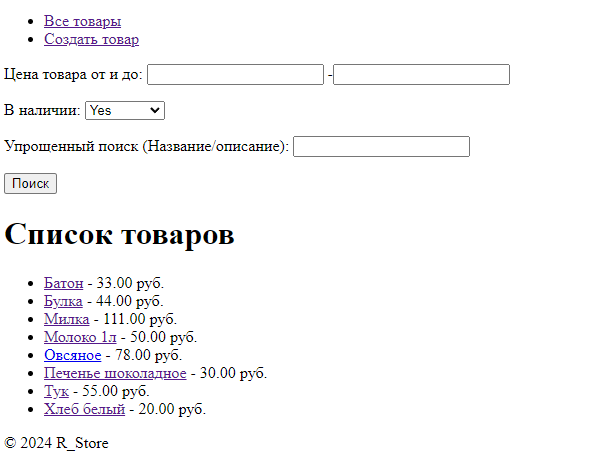 Все товары
Создать товар
Цена товара от и до: -
В наличии: Yes
Упрощенный поиск (Название/описание):
Поиск
Список товаров
Батон - 33.00 руб.
Булка - 44.00 руб.
Милка - 111.00 руб.
Молоко 1л - 50.00 руб.
Овсяное - 78.00 руб.
Печенье шоколадное - 30.00 руб.
Тук - 55.00 руб.
Хлеб белый - 20.00 руб.
© 2024 R_Store